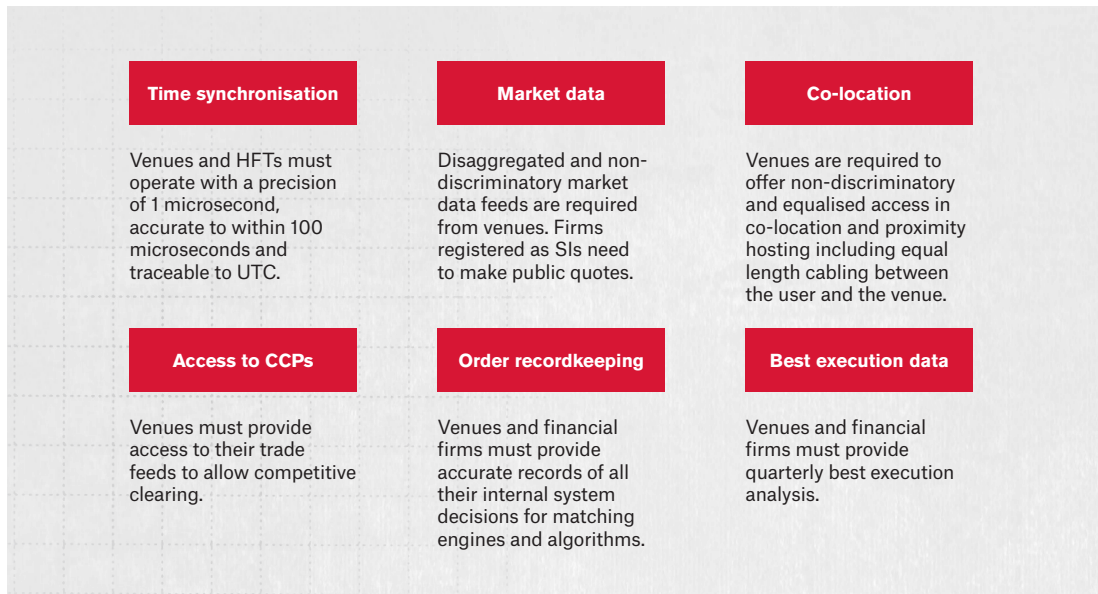 Time synchronisation
Venues and HFTs must
operate with a precision
of 1 microsecond,
accurate to within 100
microseconds and
traceable to UTC.
Market data
Disaggregated and non-
discriminatory market
data feeds are required
from venues. Firms
registered as SIs need
to make public quotes.
Co-location
Venues are required to
offer non-discriminatory
and equalised access in
co-location and proximity
hosting including equal
length cabling between
the user and the venue.
Access to CCPs
Venues must provide
access to their trade
feeds to allow competitive
clearing.
Order recordkeeping
Venues and financial
firms must provide
accurate records of all
their internal system
decisions for matching
engines and algorithms.
Best execution data
Venues and financial
firms must provide
quarterly best execution
analysis.